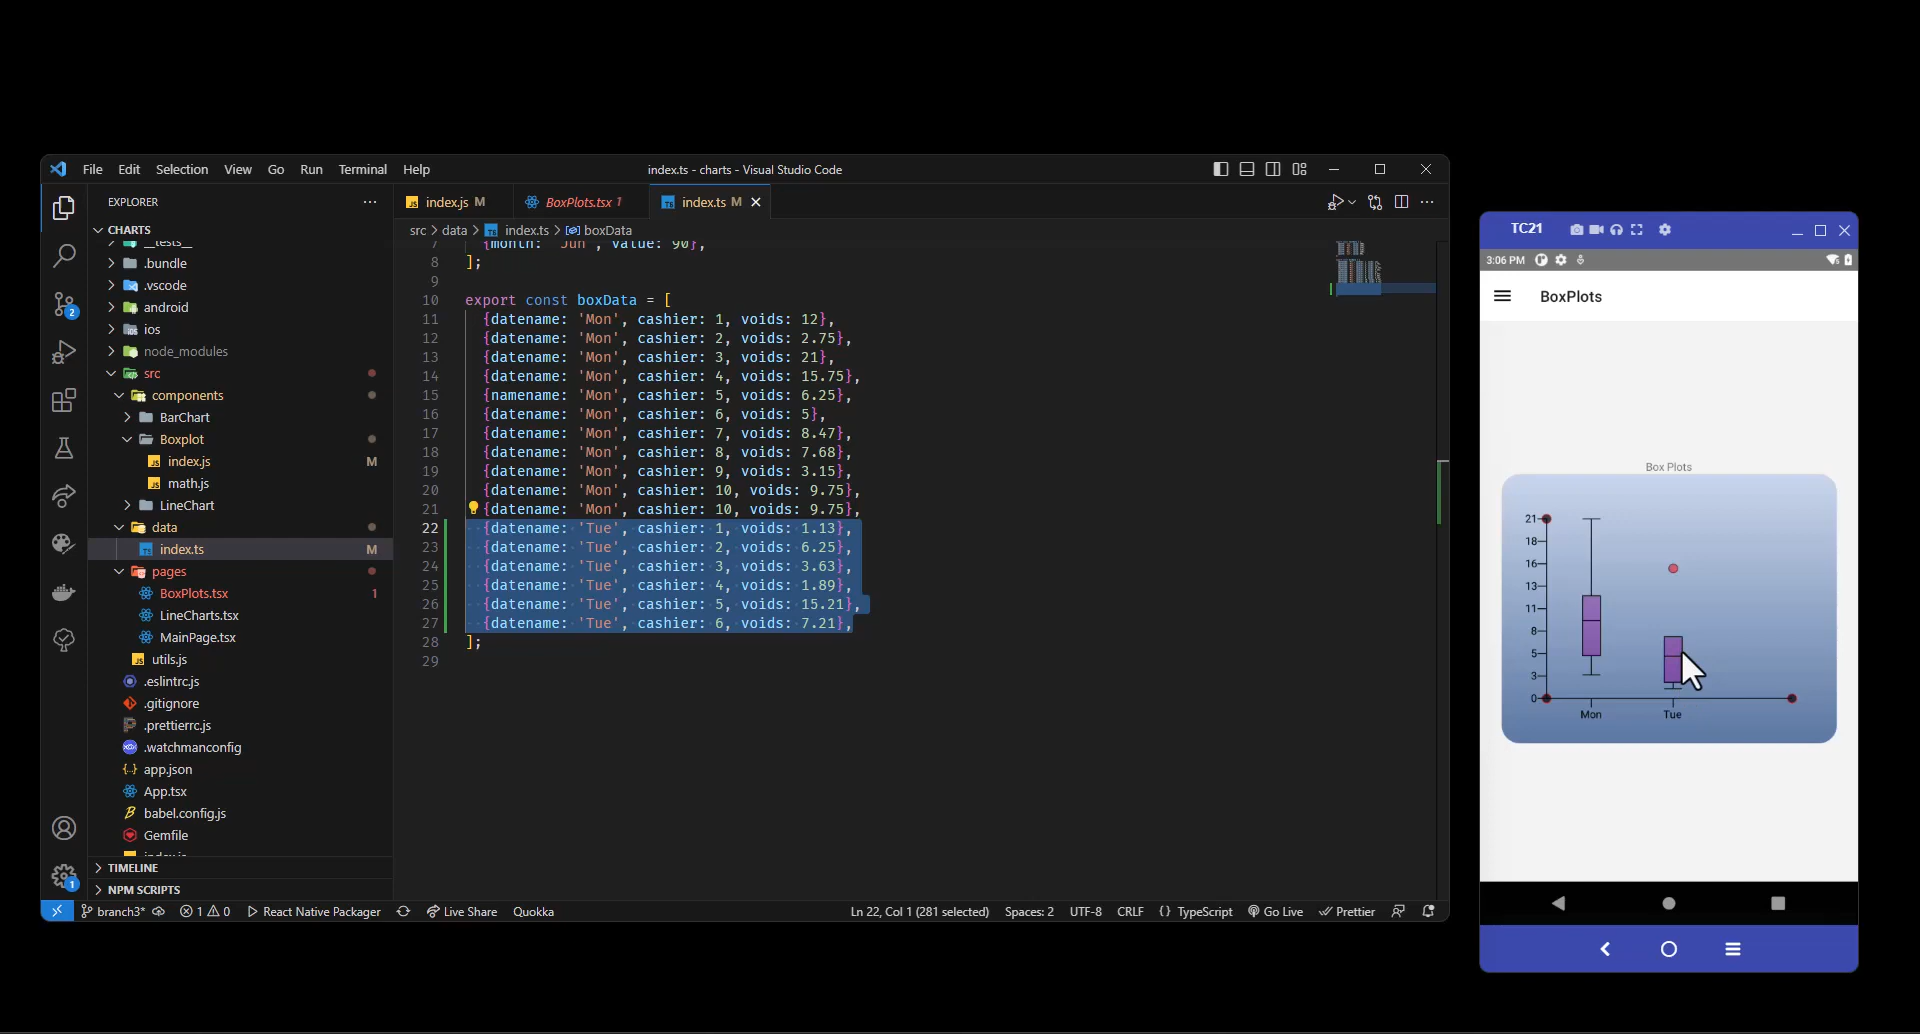 File Edit Selection View Go Run Terminal Help
index.ts - charts - Visual Studio Code
EXPLORER
index.js M
BoxPlots.tsx 1
index.ts M
CHARTS
__tests__
.bundle
.vscode
android
ios
node_modules
src
components
BarChart
Boxplot
index.js M
math.js
LineChart
data
index.ts M
pages
BoxPlots.tsx 1
LineCharts.tsx
MainPage.tsx
utils.js
.eslintrc.js
.gitignore
.prettierrc.js
.watchmanconfig
app.json
App.tsx
babel.config.js
Gemfile
TIMELINE
NPM SCRIPTS
2
1
src > data > index.ts > boxData
7 {month: 'Jun', value: 90},
8 ];
9
10 export const boxData = [
11 {datename: 'Mon', cashier: 1, voids: 12},
12 {datename: 'Mon', cashier: 2, voids: 2.75},
13 {datename: 'Mon', cashier: 3, voids: 21},
14 {datename: 'Mon', cashier: 4, voids: 15.75},
15 {namename: 'Mon', cashier: 5, voids: 6.25},
16 {datename: 'Mon', cashier: 6, voids: 5},
17 {datename: 'Mon', cashier: 7, voids: 8.47},
18 {datename: 'Mon', cashier: 8, voids: 7.68},
19 {datename: 'Mon', cashier: 9, voids: 3.15},
20 {datename: 'Mon', cashier: 10, voids: 9.75},
21 {datename: 'Mon', cashier: 10, voids: 9.75},
22 {datename: 'Tue', cashier: 1, voids: 1.13},
23 {datename: 'Tue', cashier: 2, voids: 6.25},
24 {datename: 'Tue', cashier: 3, voids: 3.63},
25 {datename: 'Tue', cashier: 4, voids: 1.89},
26 {datename: 'Tue', cashier: 5, voids: 15.21},
27 {datename: 'Tue', cashier: 6, voids: 7.21},
28 ];
29
branch3* 1 0 React Native Packager Live Share Quokka
Ln 22, Col 1 (281 selected) Spaces: 2 UTF-8 CRLF {} TypeScript Go Live Prettier
TC21
3:06 PM
BoxPlots
Box Plots
21
18
16
13
11
8
5
3
0
Mon Tue